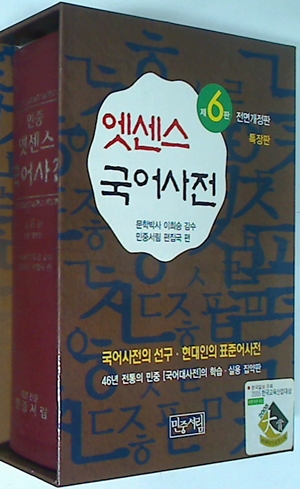 민중
엣센스
국어사전
민중서림
제6판 전면개정판
특장판
엣센스
국어사전
문학박사 이희승 감수
민중서림 편집국 편
국어사전의 선구 · 현대인의 표준어사전
46년 전통의 민중 [국어대사전]의 학습 · 실용 집약판
민중서림